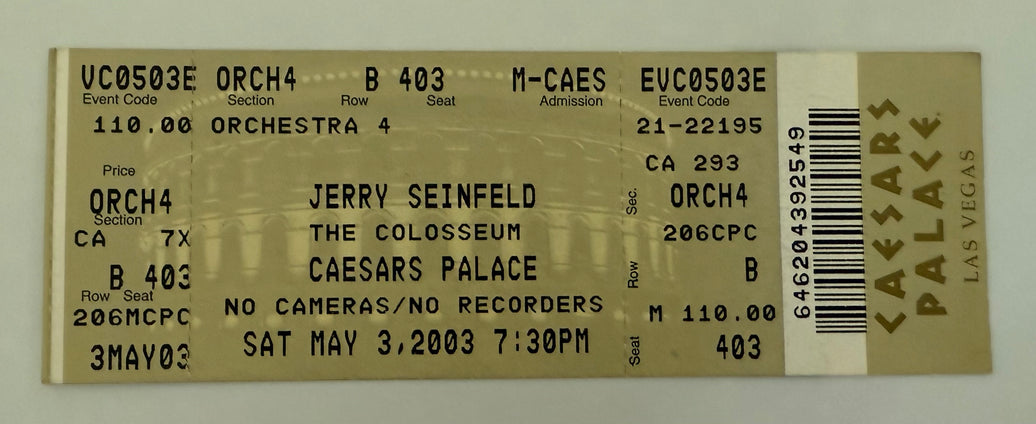 VC0503E ORCH4 B 403 M-CAES EVC0503E
Event Code Section Row Seat Admission Event Code
110.00 ORCHESTRA 4 21-22195
Price
CA 293
ORCH4 JERRY SEINFELD Sec. ORCH4
Section
CA 7X THE COLOSSEUM 206CPC
B 403 CAESARS PALACE Row B
Row Seat
206MCPC NO CAMERAS/NO RECORDERS M 110.00
3MAY03 SAT MAY 3,2003 7:30PM Seat 403
646204392549
CAESARS
PALACE
LAS VEGAS